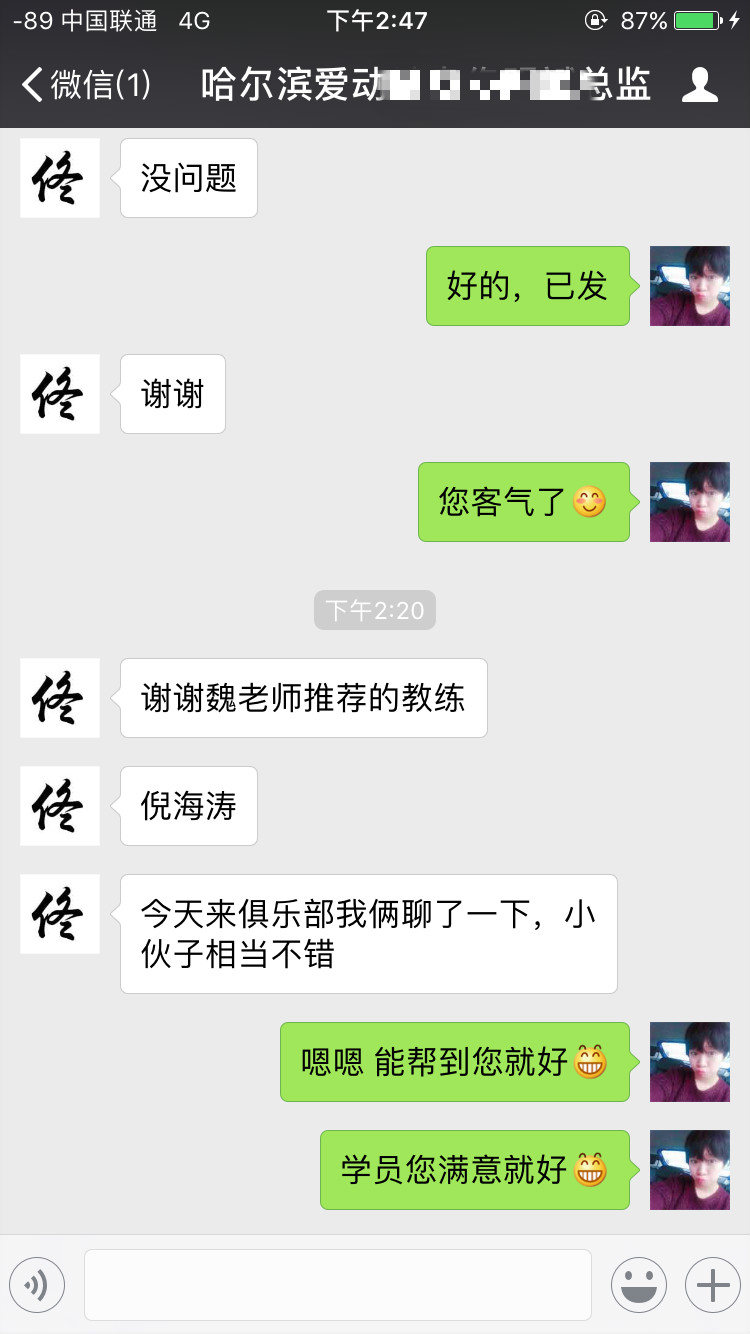 -89 中国联通 4G 下午2:47 87%
微信(1) 哈尔滨爱动 总监
佟
没问题
好的，已发
佟
谢谢
您客气了😊
下午2:20
佟
谢谢魏老师推荐的教练
佟
倪海涛
佟
今天来俱乐部我俩聊了一下，小
伙子相当不错
嗯嗯 能帮到您就好😁
学员您满意就好😁